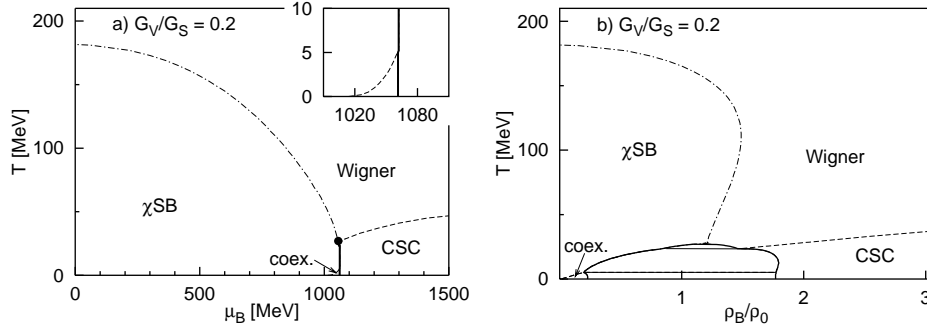 a) G_V/G_S = 0.2
T [MeV]
200
100
0
χSB
Wigner
CSC
coex.
0
500
1000
1500
μ_B [MeV]
10
5
0
1020
1080
b) G_V/G_S = 0.2
T [MeV]
200
100
0
χSB
Wigner
coex.
CSC
1
2
3
ρ_B/ρ_0